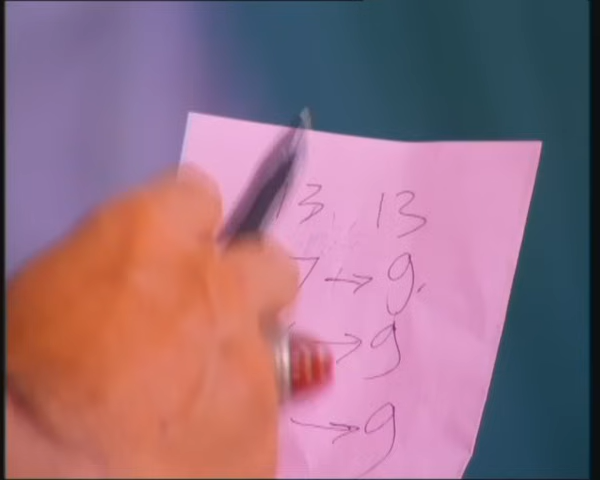 13, 13
7 → 9.
→ 9
→ 9